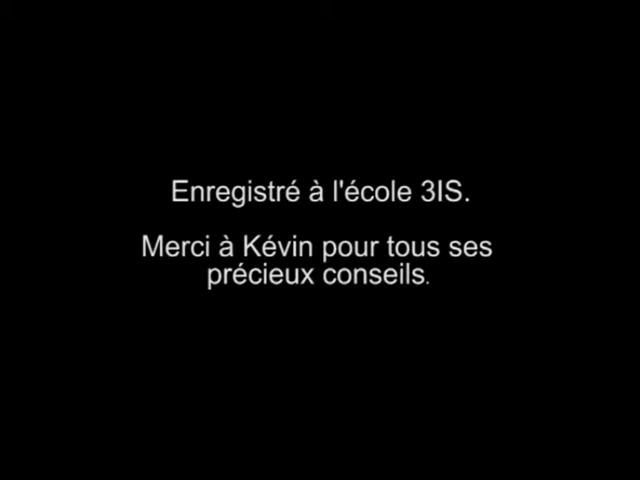 Enregistré à l'école 3IS.
Merci à Kévin pour tous ses
précieux conseils.